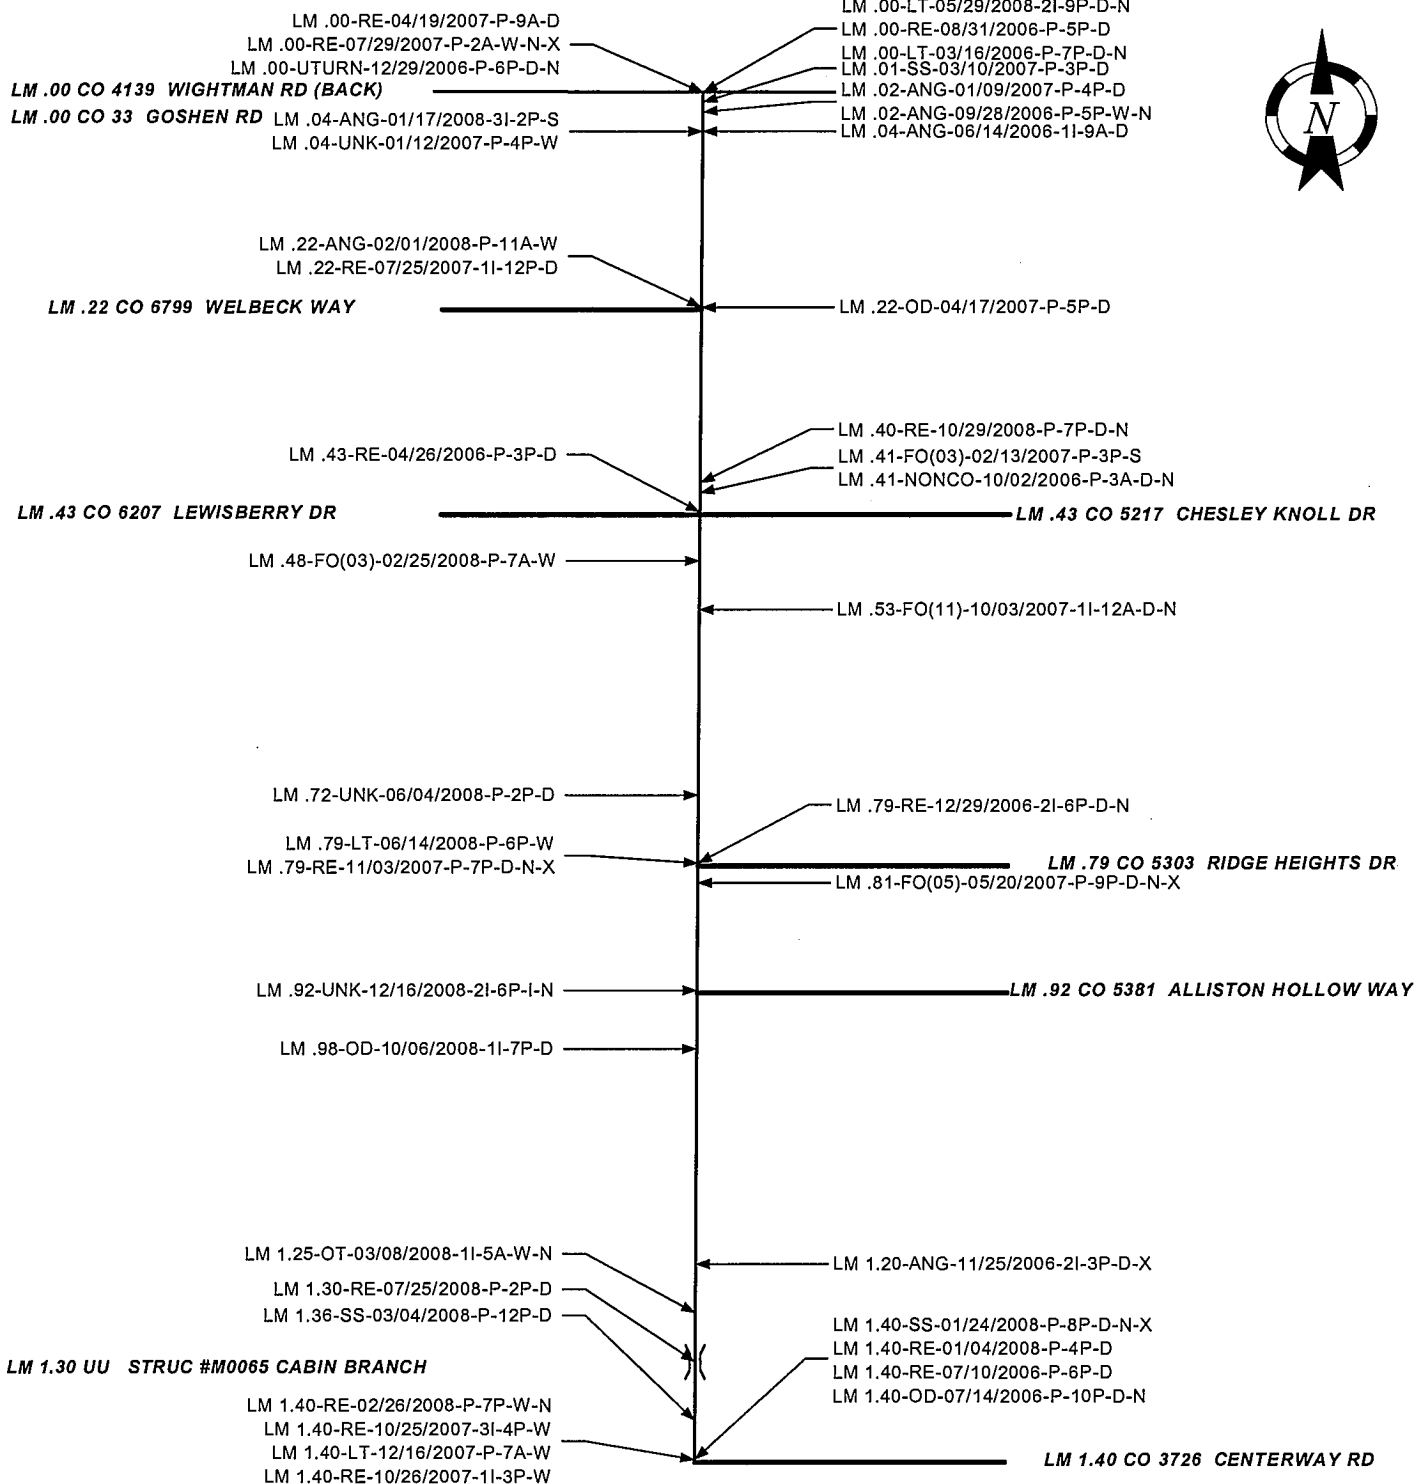 LM .00-LT-05/29/2008-2I-9P-D-N
LM .00-RE-04/19/2007-P-9A-D
LM .00-RE-08/31/2006-P-5P-D
LM .00-RE-07/29/2007-P-2A-W-N-X
LM .00-LT-03/16/2006-P-7P-D-N
LM .00-UTURN-12/29/2006-P-6P-D-N
LM .01-SS-03/10/2007-P-3P-D
LM .00 CO 4139 WIGHTMAN RD (BACK)
LM .02-ANG-01/09/2007-P-4P-D
LM .00 CO 33 GOSHEN RD
LM .04-ANG-01/17/2008-3I-2P-S
LM .02-ANG-09/28/2006-P-5P-W-N
LM .04-UNK-01/12/2007-P-4P-W
LM .04-ANG-06/14/2006-1I-9A-D
N
LM .22-ANG-02/01/2008-P-11A-W
LM .22-RE-07/25/2007-1I-12P-D
LM .22 CO 6799 WELBECK WAY
LM .22-OD-04/17/2007-P-5P-D
LM .40-RE-10/29/2008-P-7P-D-N
LM .43-RE-04/26/2006-P-3P-D
LM .41-FO(03)-02/13/2007-P-3P-S
LM .41-NONCO-10/02/2006-P-3A-D-N
LM .43 CO 6207 LEWISBERRY DR
LM .43 CO 5217 CHESLEY KNOLL DR
LM .48-FO(03)-02/25/2008-P-7A-W
LM .53-FO(11)-10/03/2007-1I-12A-D-N
LM .72-UNK-06/04/2008-P-2P-D
LM .79-RE-12/29/2006-2I-6P-D-N
LM .79-LT-06/14/2008-P-6P-W
LM .79-RE-11/03/2007-P-7P-D-N-X
LM .79 CO 5303 RIDGE HEIGHTS DR
LM .81-FO(05)-05/20/2007-P-9P-D-N-X
LM .92-UNK-12/16/2008-2I-6P-I-N
LM .92 CO 5381 ALLISTON HOLLOW WAY
LM .98-OD-10/06/2008-1I-7P-D
LM 1.25-OT-03/08/2008-1I-5A-W-N
LM 1.20-ANG-11/25/2006-2I-3P-D-X
LM 1.30-RE-07/25/2008-P-2P-D
LM 1.36-SS-03/04/2008-P-12P-D
LM 1.40-SS-01/24/2008-P-8P-D-N-X
LM 1.40-RE-01/04/2008-P-4P-D
LM 1.40-RE-07/10/2006-P-6P-D
LM 1.40-OD-07/14/2006-P-10P-D-N
LM 1.30 UU STRUC #M0065 CABIN BRANCH
LM 1.40-RE-02/26/2008-P-7P-W-N
LM 1.40-RE-10/25/2007-3I-4P-W
LM 1.40-LT-12/16/2007-P-7A-W
LM 1.40-RE-10/26/2007-1I-3P-W
LM 1.40 CO 3726 CENTERWAY RD